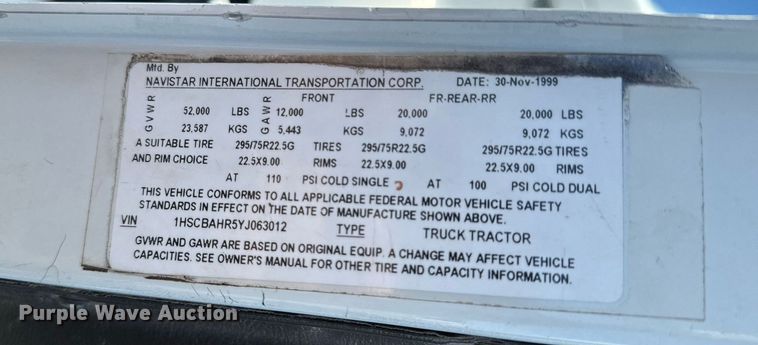 Mfd. By
NAVISTAR INTERNATIONAL TRANSPORTATION CORP. DATE: 30-Nov-1999
GVWR GAWR FRONT FR-REAR-RR
52,000 LBS 12,000 LBS 20,000 20,000 LBS
23,587 KGS 5,443 KGS 9,072 9,072 KGS
A SUITABLE TIRE 295/75R22.5G TIRES 295/75R22.5G 295/75R22.5G TIRES
AND RIM CHOICE 22.5X9.00 RIMS 22.5X9.00 22.5X9.00 RIMS
AT 110 PSI COLD SINGLE AT 100 PSI COLD DUAL
THIS VEHICLE CONFORMS TO ALL APPLICABLE FEDERAL MOTOR VEHICLE SAFETY
STANDARDS IN EFFECT ON THE DATE OF MANUFACTURE SHOWN ABOVE.
VIN 1HSCBAHR5YJ063012 TYPE TRUCK TRACTOR
GVWR AND GAWR ARE BASED ON ORIGINAL EQUIP. A CHANGE MAY AFFECT VEHICLE
CAPACITIES. SEE OWNER'S MANUAL FOR OTHER TIRE AND CAPACITY INFORMATION.
Purple Wave Auction